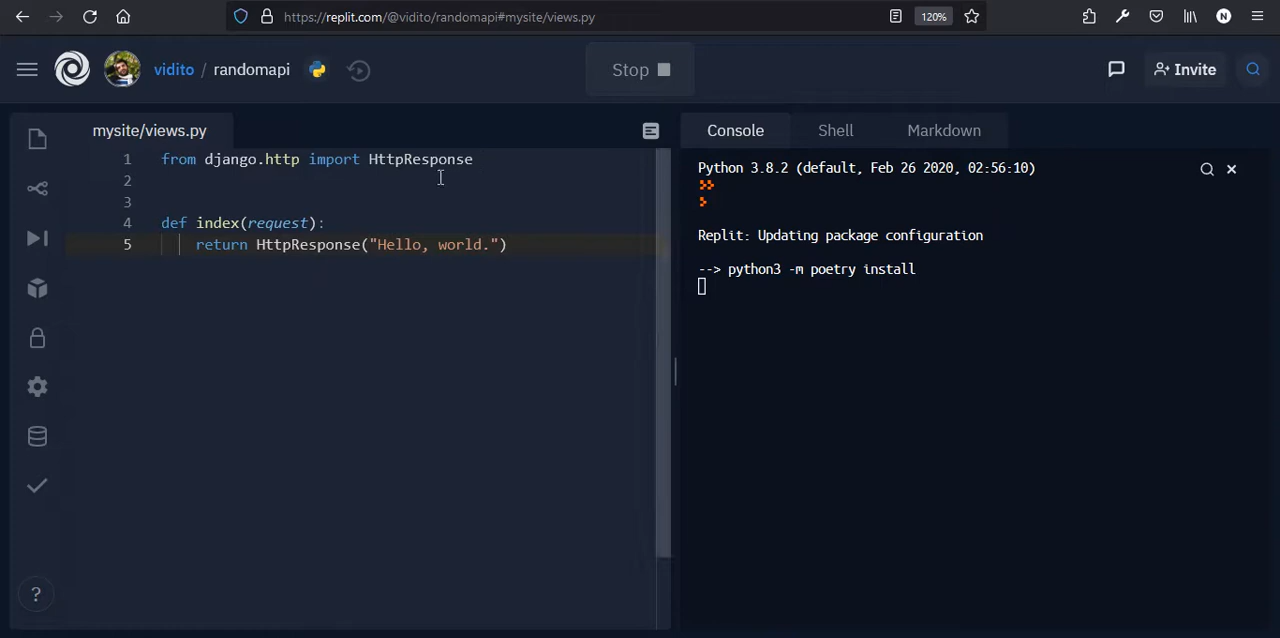 https://replit.com/@vidito/randomapi#mysite/views.py
120%
N
vidito / randomapi
Stop
Invite
mysite/views.py
1 from django.http import HttpResponse
2
3
4 def index(request):
5 return HttpResponse("Hello, world.")
?
Console Shell Markdown
Python 3.8.2 (default, Feb 26 2020, 02:56:10)
Replit: Updating package configuration
--> python3 -m poetry install